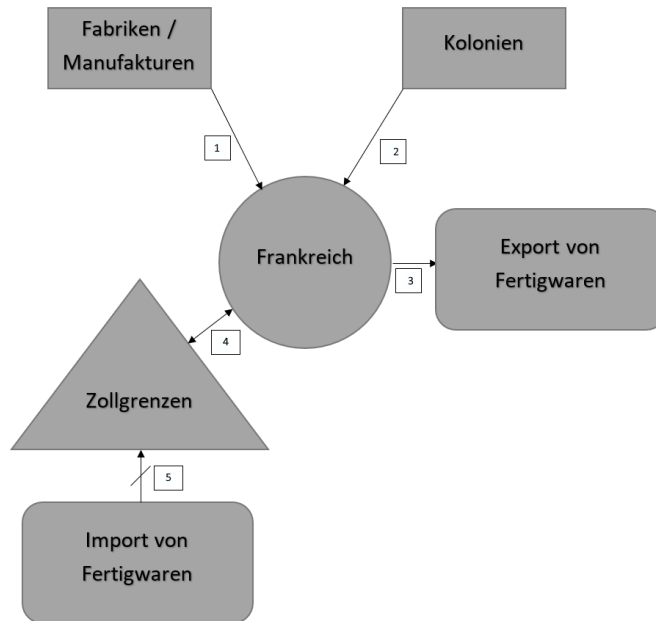 Fabriken /
Manufakturen
Kolonien
1
2
Frankreich
3
Export von
Fertigwaren
4
Zollgrenzen
5
Import von
Fertigwaren